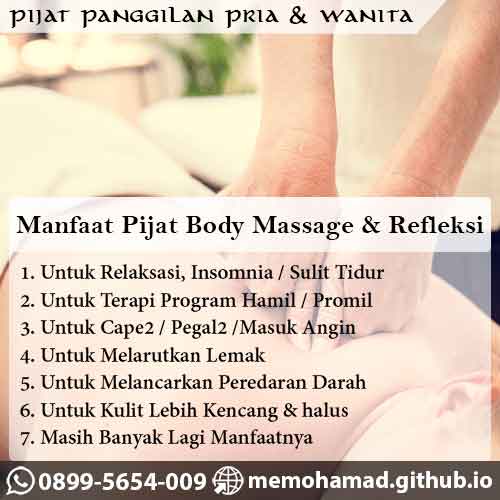 Pijat Panggilan Pria & Wanita
Manfaat Pijat Body Massage & Refleksi
1. Untuk Relaksasi, Insomnia / Sulit Tidur
2. Untuk Terapi Program Hamil / Promil
3. Untuk Cape2 / Pegal2 /Masuk Angin
4. Untuk Melarutkan Lemak
5. Untuk Melancarkan Peredaran Darah
6. Untuk Kulit Lebih Kencang & halus
7. Masih Banyak Lagi Manfaatnya
0899-5654-009 memohamad.github.io